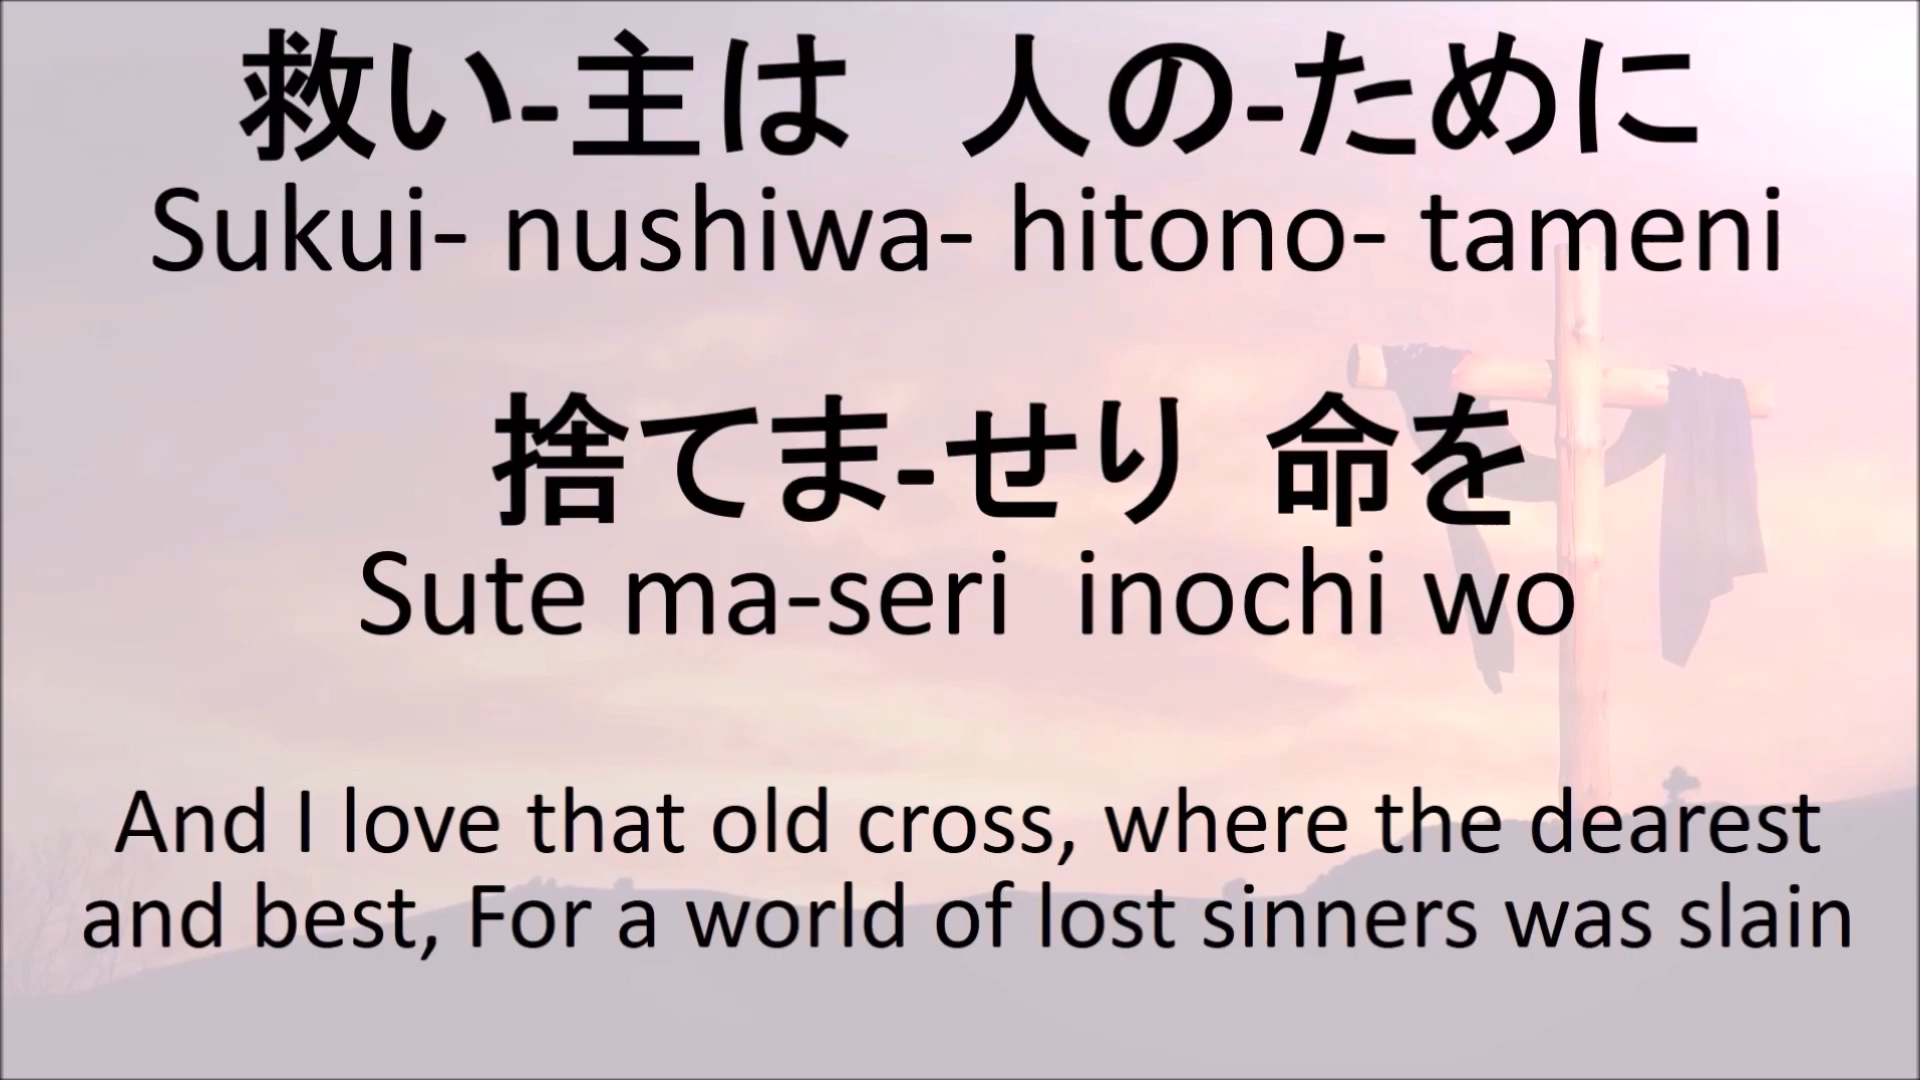 救い-主は　人の-ために
Sukui- nushiwa- hitono- tameni
捨てま-せり 命を
Sute ma-seri  inochi wo
And I love that old cross, where the dearest
and best, For a world of lost sinners was slain